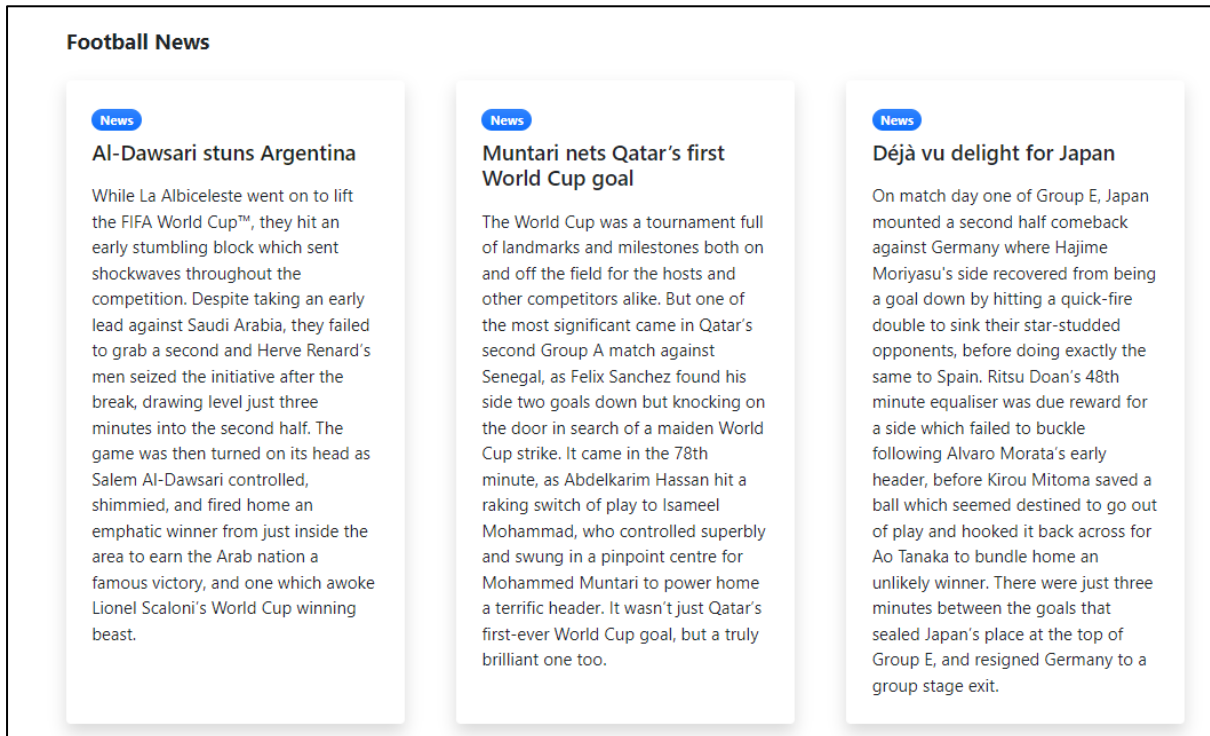 Football News
News
Al-Dawsari stuns Argentina
While La Albiceleste went on to lift
the FIFA World Cup™, they hit an
early stumbling block which sent
shockwaves throughout the
competition. Despite taking an early
lead against Saudi Arabia, they failed
to grab a second and Herve Renard’s
men seized the initiative after the
break, drawing level just three
minutes into the second half. The
game was then turned on its head as
Salem Al-Dawsari controlled,
shimmied, and fired home an
emphatic winner from just inside the
area to earn the Arab nation a
famous victory, and one which awoke
Lionel Scaloni’s World Cup winning
beast.
News
Muntari nets Qatar’s first
World Cup goal
The World Cup was a tournament full
of landmarks and milestones both on
and off the field for the hosts and
other competitors alike. But one of
the most significant came in Qatar’s
second Group A match against
Senegal, as Felix Sanchez found his
side two goals down but knocking on
the door in search of a maiden World
Cup strike. It came in the 78th
minute, as Abdelkarim Hassan hit a
raking switch of play to Isameel
Mohammad, who controlled superbly
and swung in a pinpoint centre for
Mohammed Muntari to power home
a terrific header. It wasn’t just Qatar’s
first-ever World Cup goal, but a truly
brilliant one too.
News
Déjà vu delight for Japan
On match day one of Group E, Japan
mounted a second half comeback
against Germany where Hajime
Moriyasu's side recovered from being
a goal down by hitting a quick-fire
double to sink their star-studded
opponents, before doing exactly the
same to Spain. Ritsu Doan’s 48th
minute equaliser was due reward for
a side which failed to buckle
following Alvaro Morata’s early
header, before Kirou Mitoma saved a
ball which seemed destined to go out
of play and hooked it back across for
Ao Tanaka to bundle home an
unlikely winner. There were just three
minutes between the goals that
sealed Japan’s place at the top of
Group E, and resigned Germany to a
group stage exit.